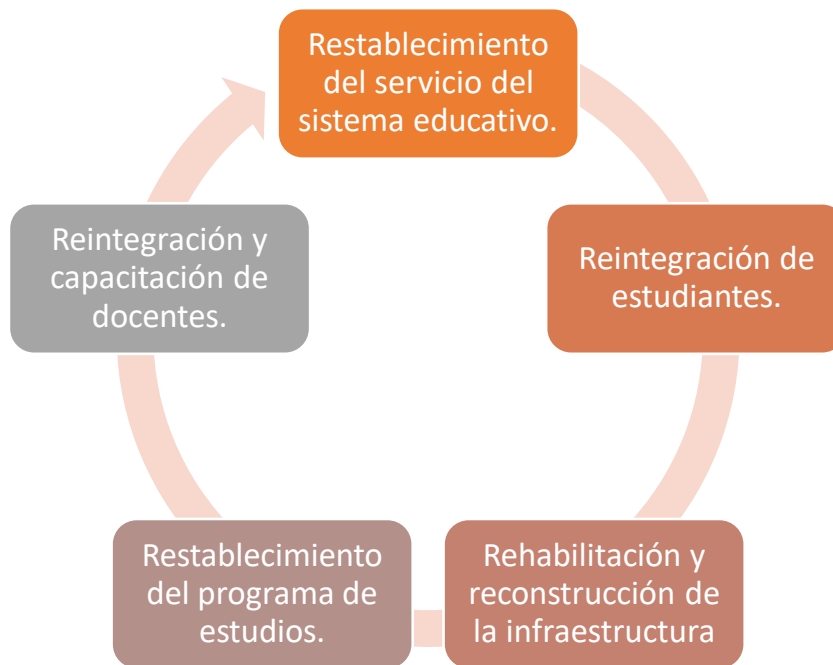 Restablecimiento
del servicio del
sistema educativo.
Reintegración de
estudiantes.
Rehabilitación y
reconstrucción de
la infraestructura
Restablecimiento
del programa de
estudios.
Reintegración y
capacitación de
docentes.